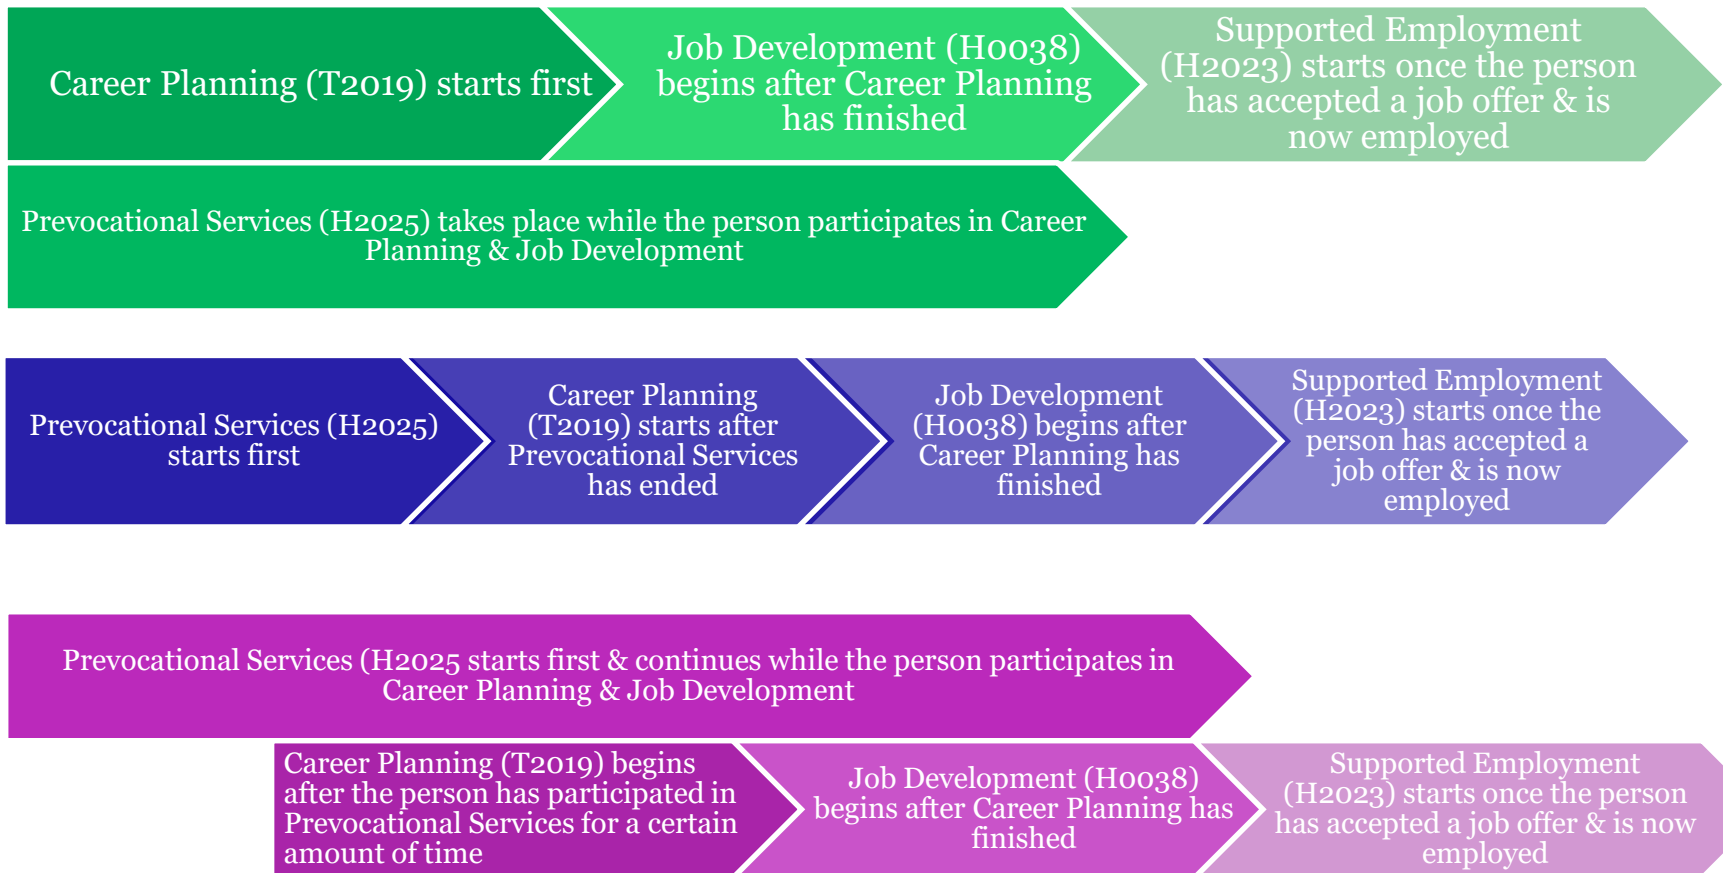 Career Planning (T2019) starts first
Job Development (H0038)
begins after Career Planning
has finished
Supported Employment
(H2023) starts once the person
has accepted a job offer & is
now employed
Prevocational Services (H2025) takes place while the person participates in Career
Planning & Job Development
Prevocational Services (H2025)
starts first
Career Planning
(T2019) starts after
Prevocational Services
has ended
Job Development
(H0038) begins after
Career Planning has
finished
Supported Employment
(H2023) starts once the
person has accepted a
job offer & is now
employed
Prevocational Services (H2025 starts first & continues while the person participates in
Career Planning & Job Development
Career Planning (T2019) begins
after the person has participated in
Prevocational Services for a certain
amount of time
Job Development (H0038)
begins after Career Planning has
finished
Supported Employment
(H2023) starts once the person
has accepted a job offer & is now
employed